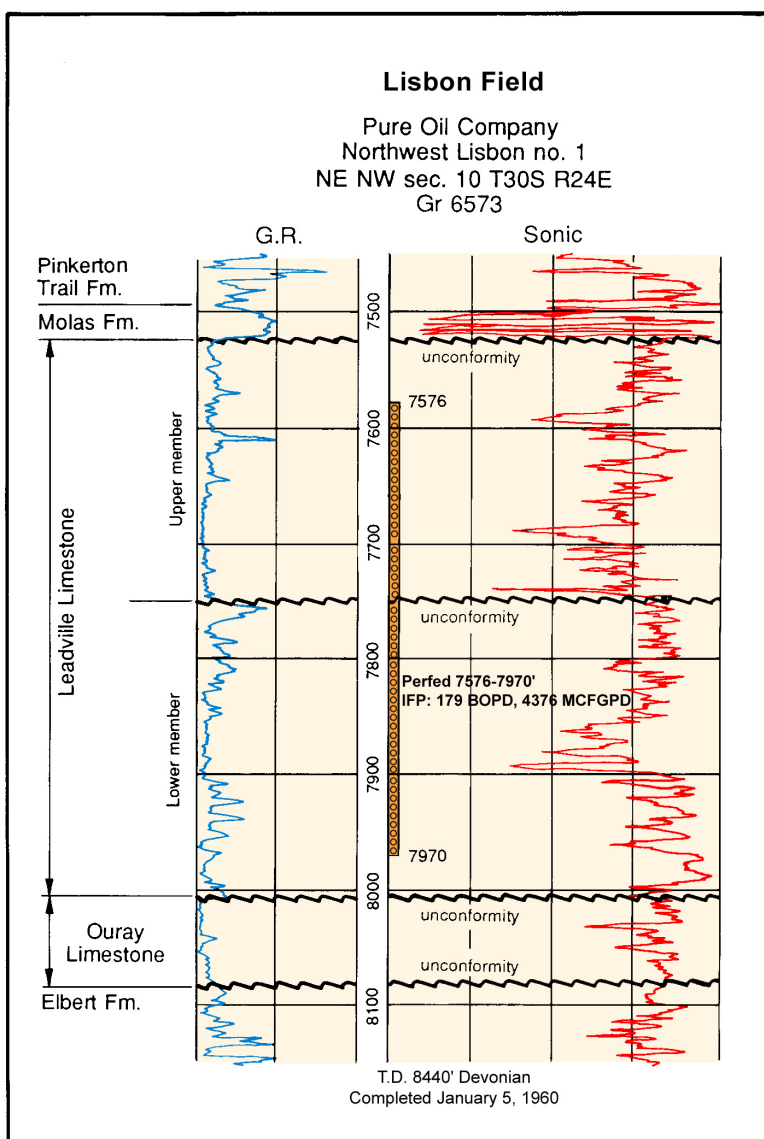 Lisbon Field
Pure Oil Company
Northwest Lisbon no. 1
NE NW sec. 10 T30S R24E
Gr 6573
G.R.
Sonic
Pinkerton
Trail Fm.
7500
Molas Fm.
unconformity
7576
7600
Upper member
7700
Leadville Limestone
unconformity
7800
Perfed 7576-7970'
IFP: 179 BOPD, 4376 MCFGPD
Lower member
7900
7970
8000
unconformity
Ouray
Limestone
unconformity
Elbert Fm.
8100
T.D. 8440' Devonian
Completed January 5, 1960